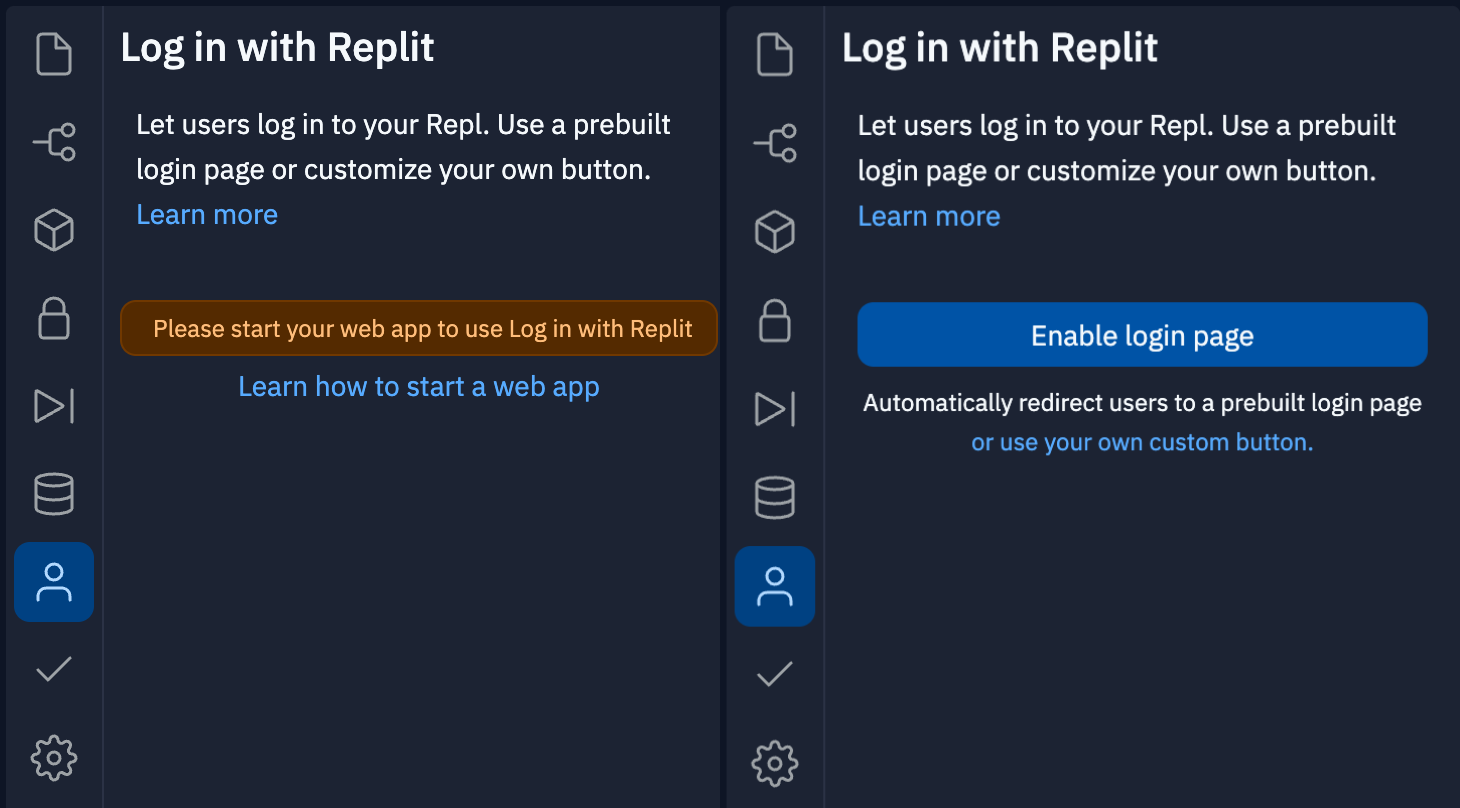 Log in with Replit
Let users log in to your Repl. Use a prebuilt
login page or customize your own button.
Learn more
Please start your web app to use Log in with Replit
Learn how to start a web app
Log in with Replit
Let users log in to your Repl. Use a prebuilt
login page or customize your own button.
Learn more
Enable login page
Automatically redirect users to a prebuilt login page
or use your own custom button.